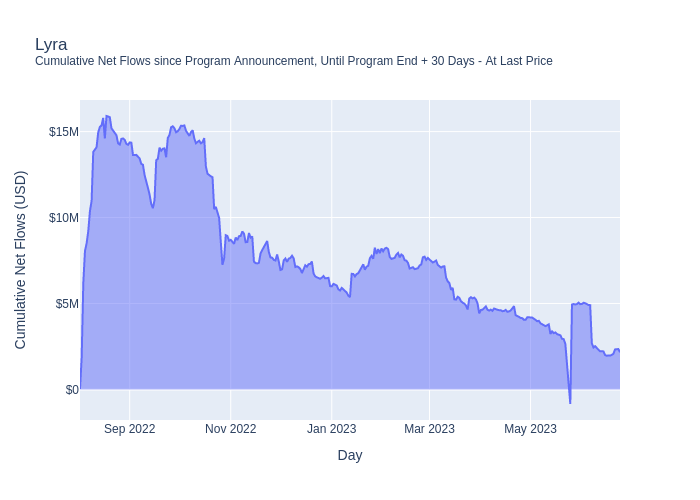 Lyra
Cumulative Net Flows since Program Announcement, Until Program End + 30 Days - At Last Price
Cumulative Net Flows (USD)
$15M
$10M
$5M
$0
Sep 2022
Nov 2022
Jan 2023
Mar 2023
May 2023
Day